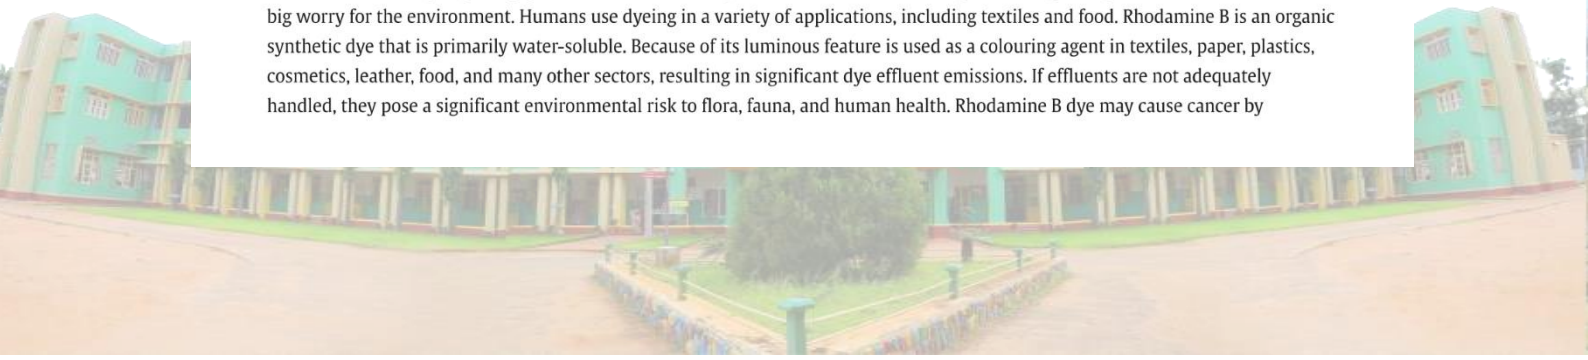 big worry for the environment. Humans use dyeing in a variety of applications, including textiles and food. Rhodamine B is an organic
synthetic dye that is primarily water-soluble. Because of its luminous feature is used as a colouring agent in textiles, paper, plastics,
cosmetics, leather, food, and many other sectors, resulting in significant dye effluent emissions. If effluents are not adequately
handled, they pose a significant environmental risk to flora, fauna, and human health. Rhodamine B dye may cause cancer by